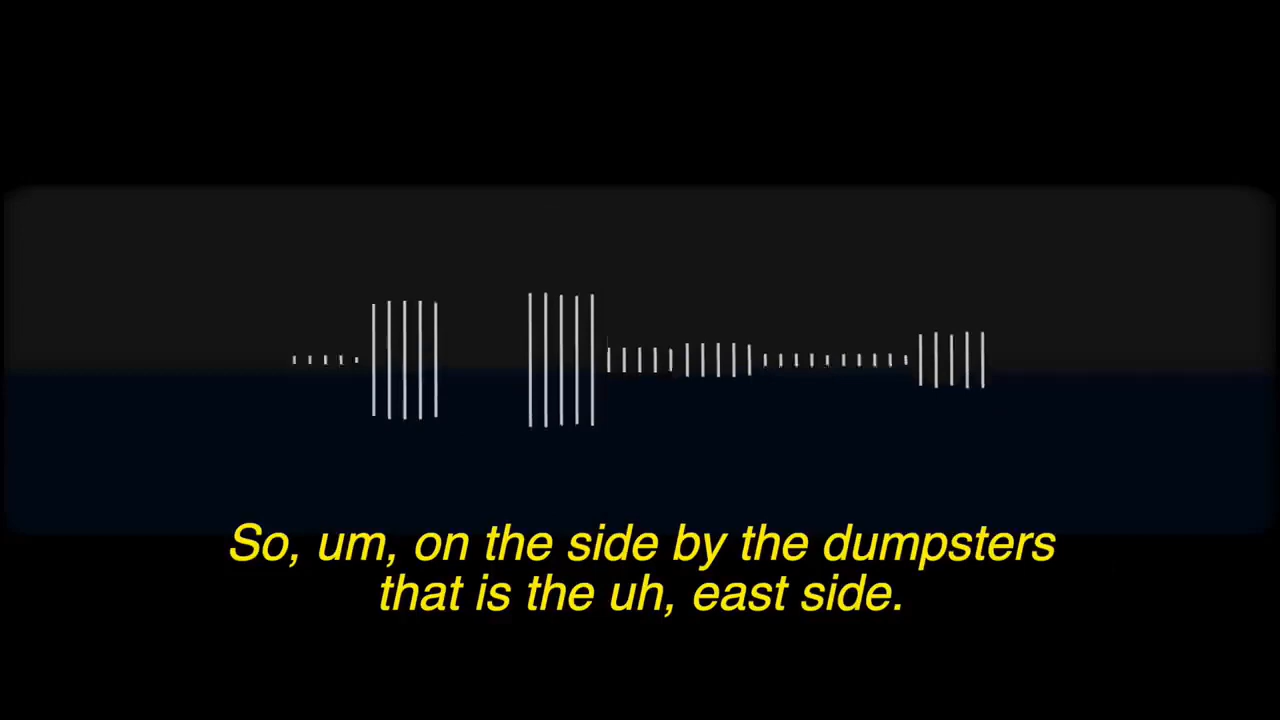 So, um, on the side by the dumpsters
that is the uh, east side.